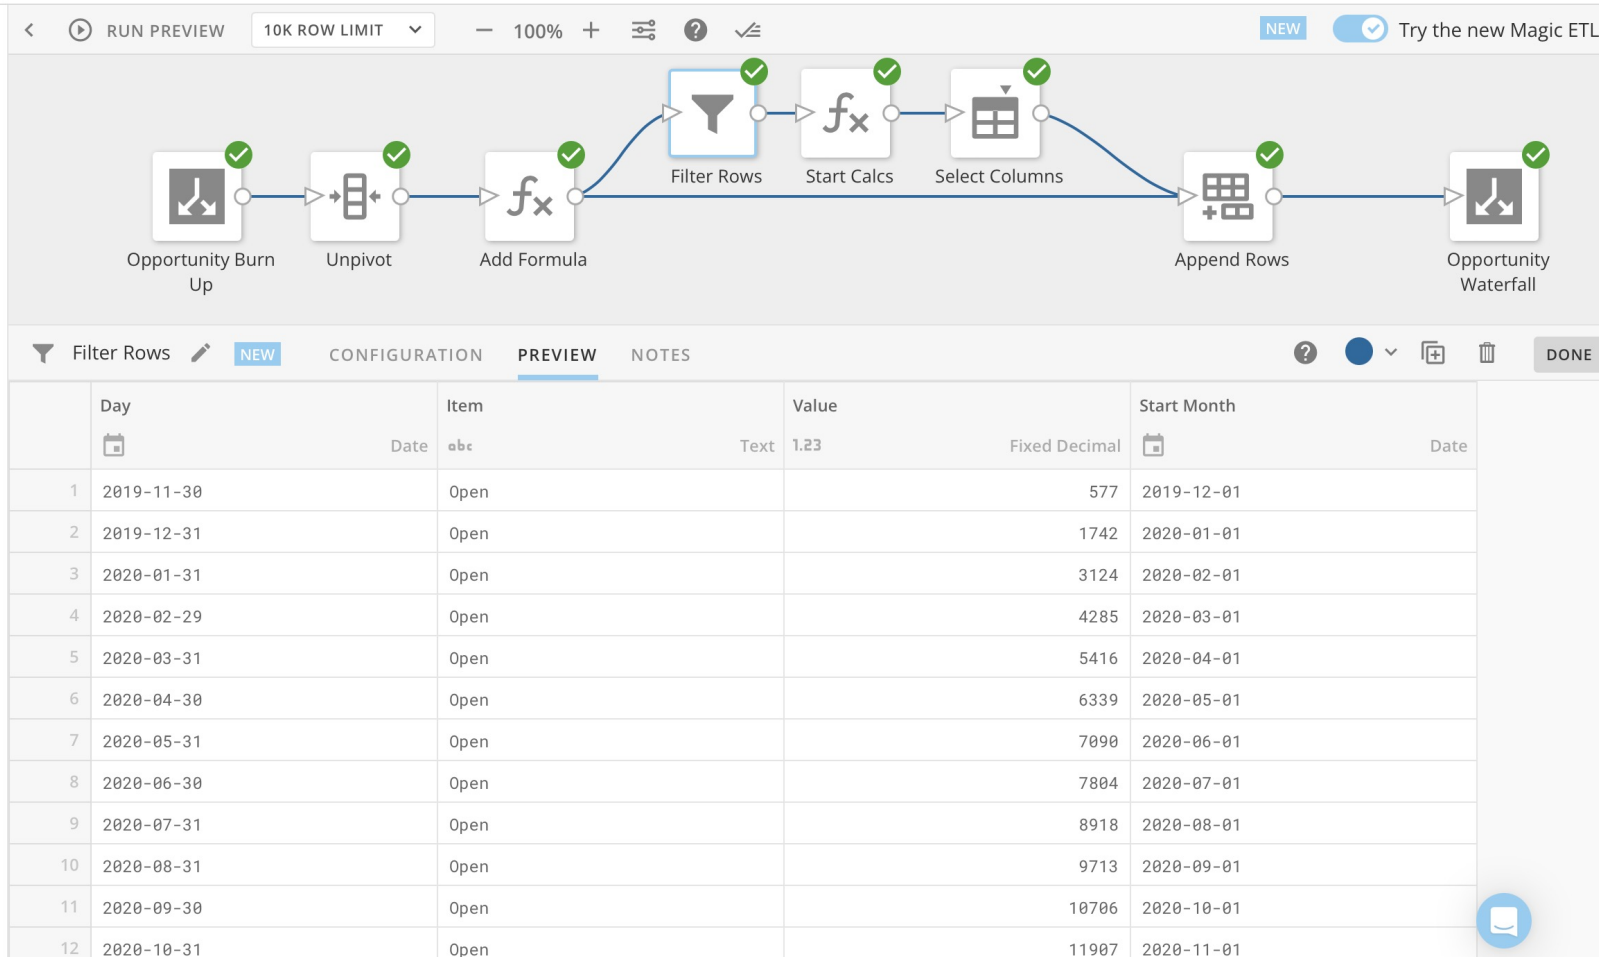 RUN PREVIEW 10K ROW LIMIT 100% NEW Try the new Magic ETL
Filter Rows Start Calcs Select Columns
Opportunity Burn Up Unpivot Add Formula Append Rows Opportunity Waterfall
Filter Rows NEW CONFIGURATION PREVIEW NOTES DONE
Day Item Value Start Month
Date abc Text 1.23 Fixed Decimal Date
1 2019-11-30 Open 577 2019-12-01
2 2019-12-31 Open 1742 2020-01-01
3 2020-01-31 Open 3124 2020-02-01
4 2020-02-29 Open 4285 2020-03-01
5 2020-03-31 Open 5416 2020-04-01
6 2020-04-30 Open 6339 2020-05-01
7 2020-05-31 Open 7090 2020-06-01
8 2020-06-30 Open 7804 2020-07-01
9 2020-07-31 Open 8918 2020-08-01
10 2020-08-31 Open 9713 2020-09-01
11 2020-09-30 Open 10706 2020-10-01
12 2020-10-31 Open 11907 2020-11-01